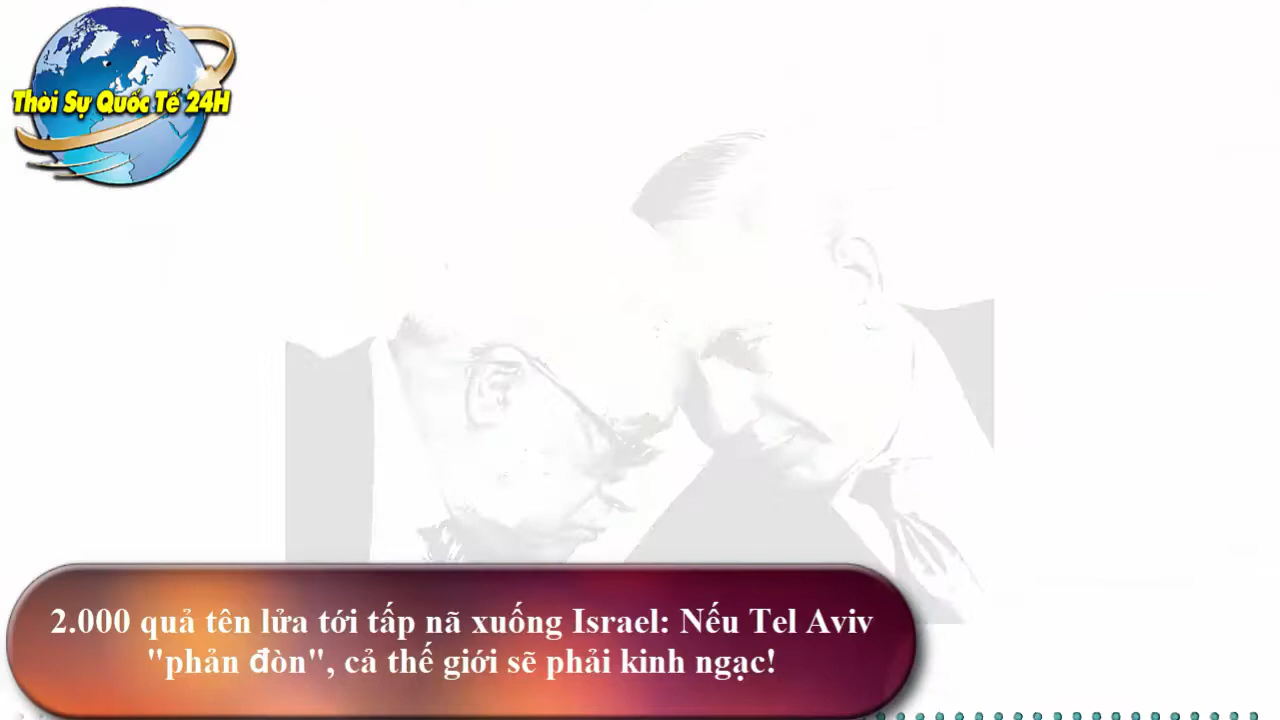 Thời Sự Quốc Tế 24H
2.000 quả tên lửa tới tấp nã xuống Israel: Nếu Tel Aviv
"phản đòn", cả thế giới sẽ phải kinh ngạc!